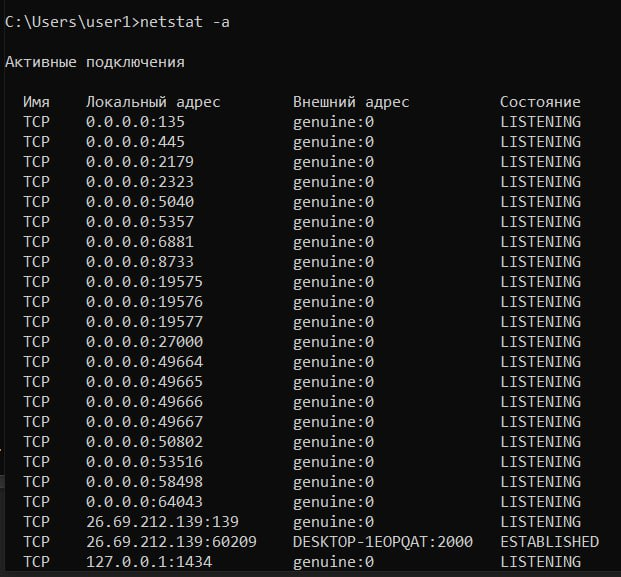 C:\Users\user1>netstat -a
Активные подключения
Имя Локальный адрес Внешний адрес Состояние
TCP 0.0.0.0:135 genuine:0 LISTENING
TCP 0.0.0.0:445 genuine:0 LISTENING
TCP 0.0.0.0:2179 genuine:0 LISTENING
TCP 0.0.0.0:2323 genuine:0 LISTENING
TCP 0.0.0.0:5040 genuine:0 LISTENING
TCP 0.0.0.0:5357 genuine:0 LISTENING
TCP 0.0.0.0:6881 genuine:0 LISTENING
TCP 0.0.0.0:8733 genuine:0 LISTENING
TCP 0.0.0.0:19575 genuine:0 LISTENING
TCP 0.0.0.0:19576 genuine:0 LISTENING
TCP 0.0.0.0:19577 genuine:0 LISTENING
TCP 0.0.0.0:27000 genuine:0 LISTENING
TCP 0.0.0.0:49664 genuine:0 LISTENING
TCP 0.0.0.0:49665 genuine:0 LISTENING
TCP 0.0.0.0:49666 genuine:0 LISTENING
TCP 0.0.0.0:49667 genuine:0 LISTENING
TCP 0.0.0.0:50802 genuine:0 LISTENING
TCP 0.0.0.0:53516 genuine:0 LISTENING
TCP 0.0.0.0:58498 genuine:0 LISTENING
TCP 0.0.0.0:64043 genuine:0 LISTENING
TCP 26.69.212.139:139 genuine:0 LISTENING
TCP 26.69.212.139:60209 DESKTOP-1EOPQAT:2000 ESTABLISHED
TCP 127.0.0.1:1434 genuine:0 LISTENING